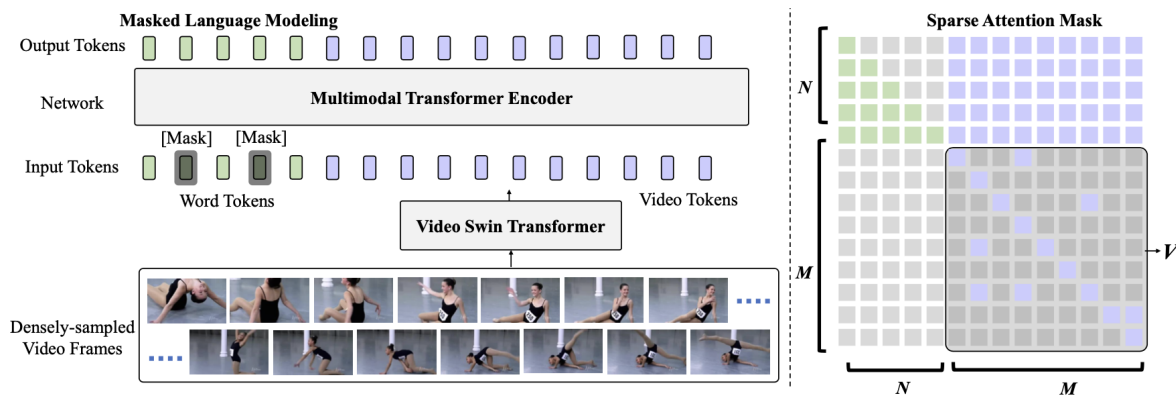 Masked Language Modeling
Output Tokens
Network
Multimodal Transformer Encoder
[Mask]
[Mask]
Input Tokens
Word Tokens
Video Tokens
Video Swin Transformer
Densely-sampled
Video Frames
Sparse Attention Mask
N
M
V
N
M